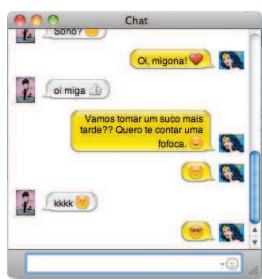 Chat
Sono?
Oi, migona!
oi miga
Vamos tomar um suco mais
tarde?? Quero te contar uma
fofoca.
kkkk